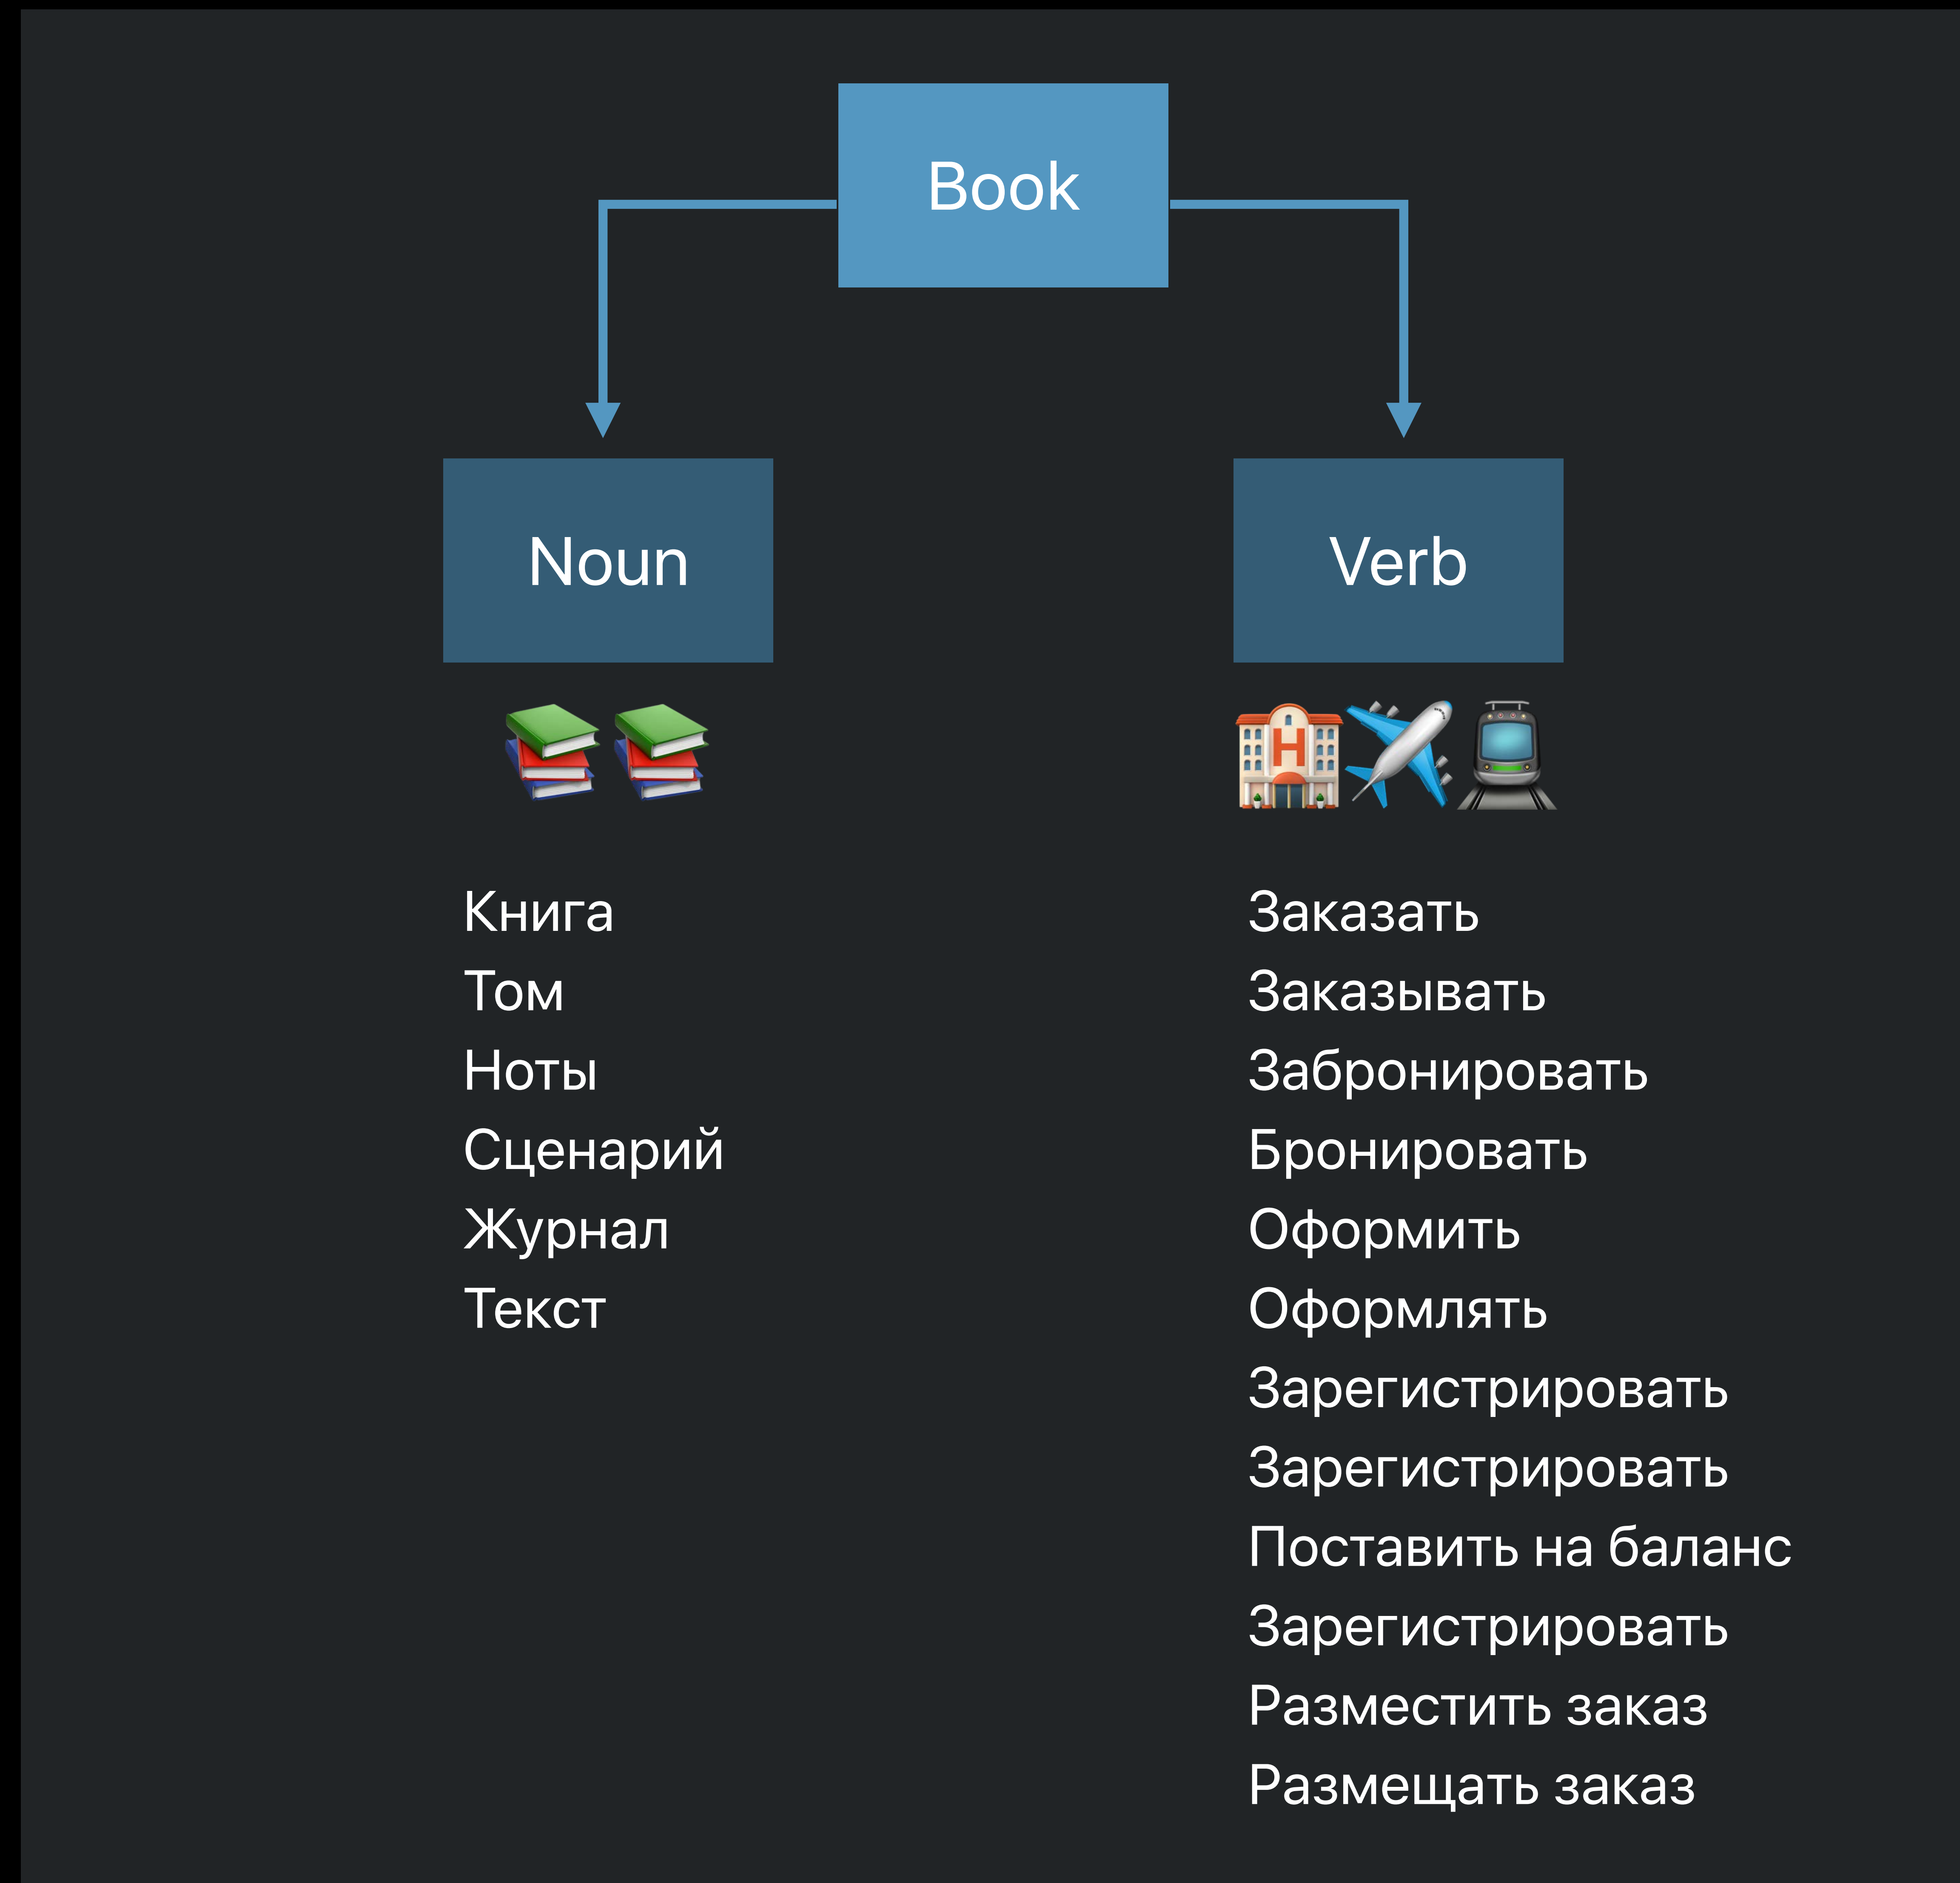 Book
Noun
Verb
Книга
Том
Ноты
Сценарий
Журнал
Текст
Заказать
Заказывать
Забронировать
Бронировать
Оформить
Оформлять
Зарегистрировать
Зарегистрировать
Поставить на баланс
Зарегистрировать
Разместить заказ
Размещать заказ